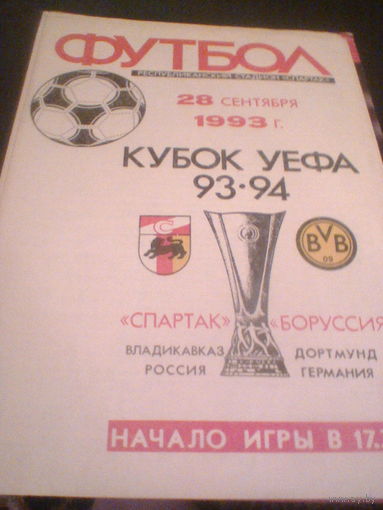 ФУТБОЛ
РЕСПУБЛИКАНСКИЙ СТАДИОН «СПАРТАК»
28 СЕНТЯБРЯ
1993 г.
КУБОК УЕФА
93·94
С
BVB
09
«СПАРТАК» «БОРУССИЯ
ВЛАДИКАВКАЗ ДОРТМУНД
РОССИЯ ГЕРМАНИЯ
НАЧАЛО ИГРЫ В 17.